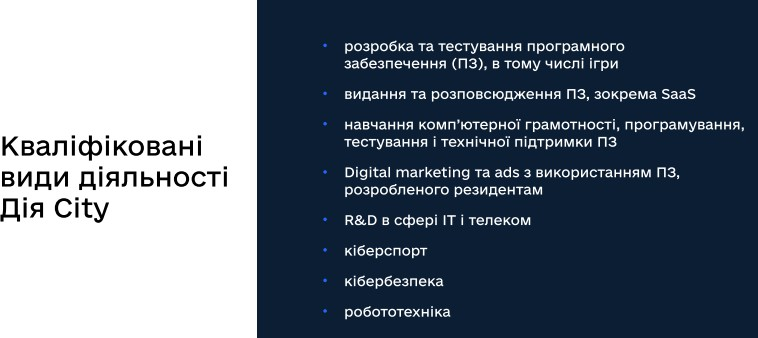 Кваліфіковані
види діяльності
Дія City
• розробка та тестування програмного
забезпечення (ПЗ), в тому числі ігри
• видання та розповсюдження ПЗ, зокрема SaaS
• навчання комп’ютерної грамотності, програмування,
тестування і технічної підтримки ПЗ
• Digital marketing та ads з використанням ПЗ,
розробленого резидентам
• R&D в сфері ІТ і телеком
• кіберспорт
• кібербезпека
• робототехніка